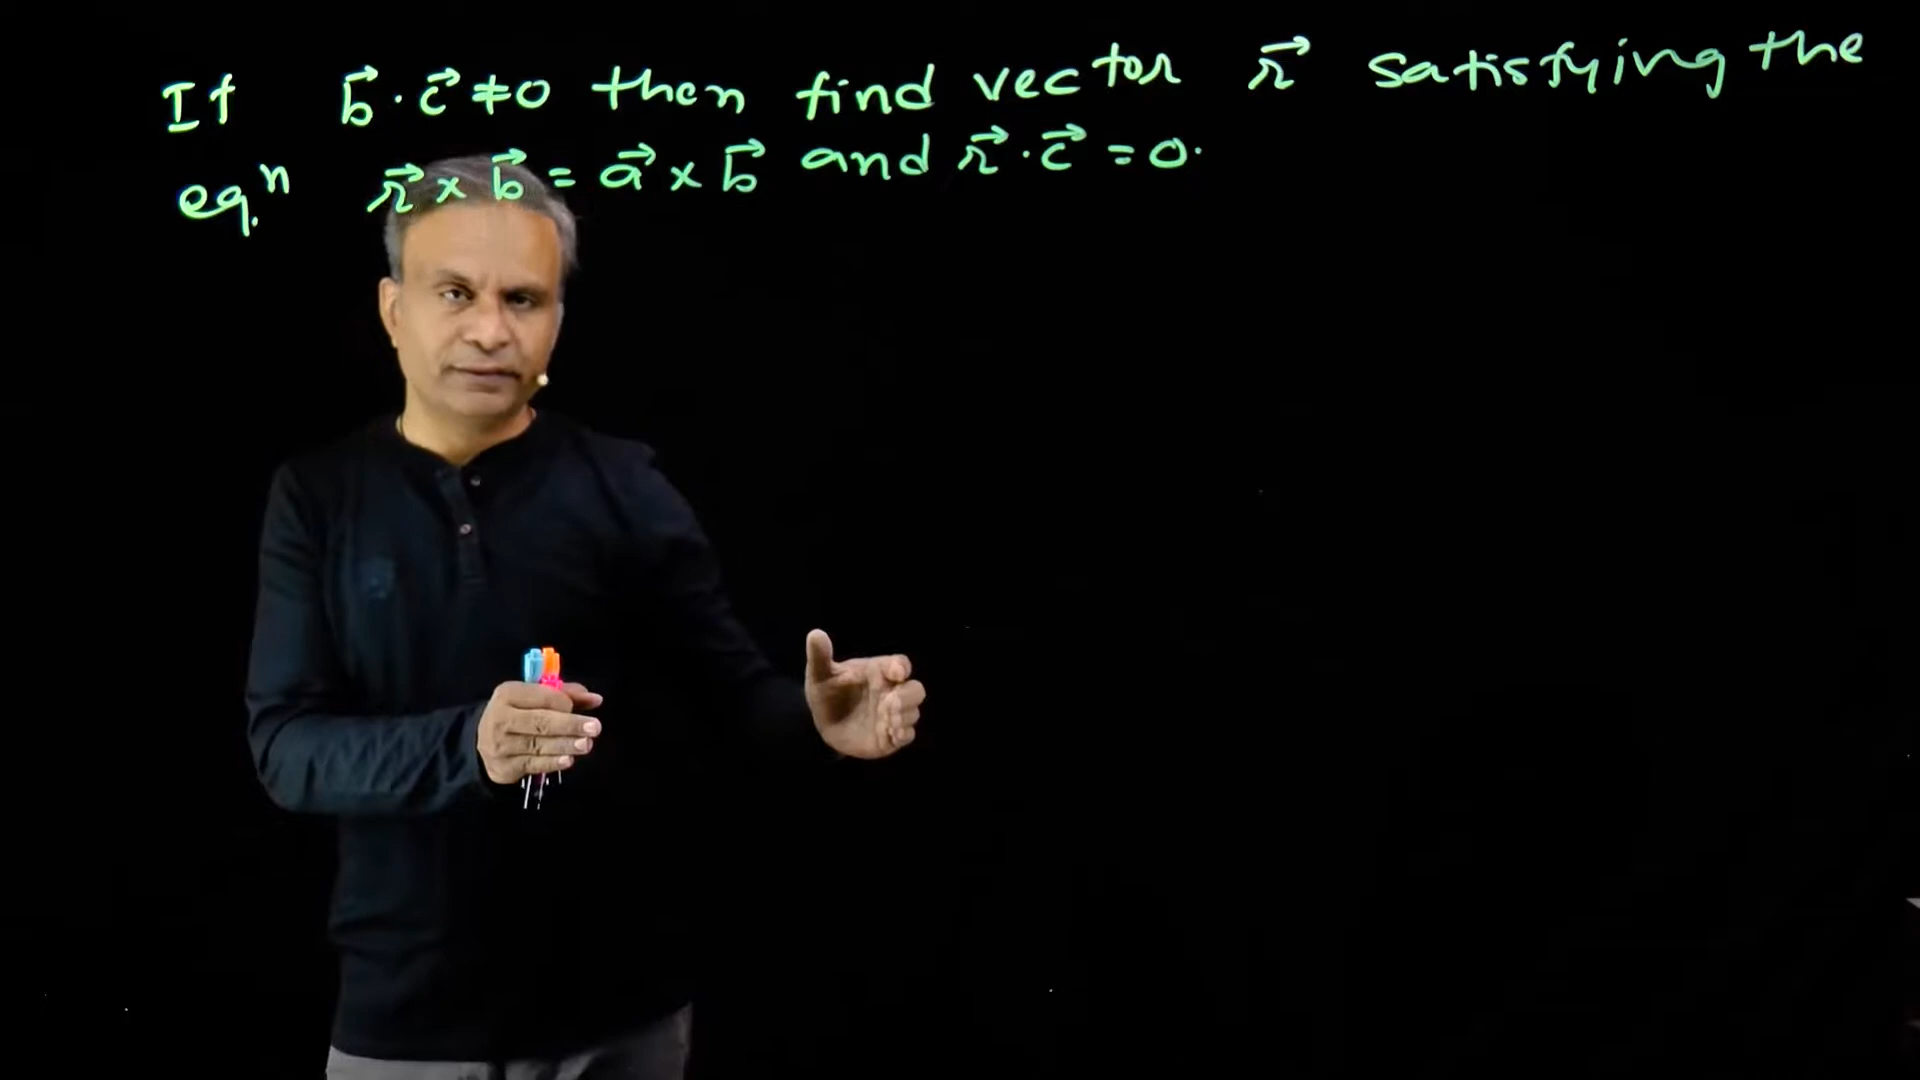 If b⃗ · c⃗ ≠ 0 then find vector r⃗ satisfying the
eq.ⁿ r⃗ × b⃗ = a⃗ × b⃗ and r⃗ · c⃗ = 0.